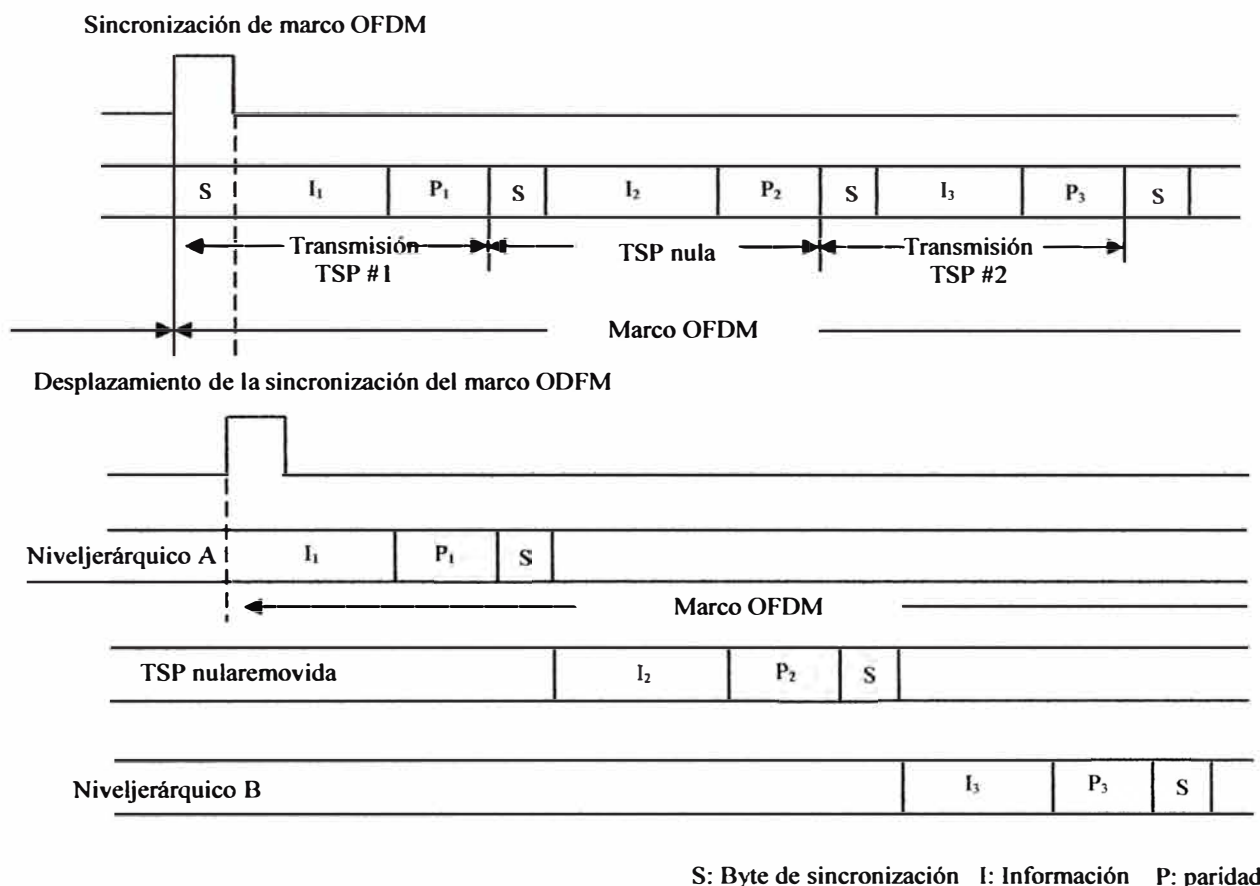 Sincronización de marco OFDM
S I₁ P₁ S I₂ P₂ S I₃ P₃ S
Transmisión TSP nula Transmisión
TSP #1 TSP #2
Marco OFDM
Desplazamiento de la sincronización del marco ODFM
Niveljerárquico A I₁ P₁ S
Marco OFDM
TSP nularemovida I₂ P₂ S
Niveljerárquico B I₃ P₃ S
S: Byte de sincronización I: Información P: paridad